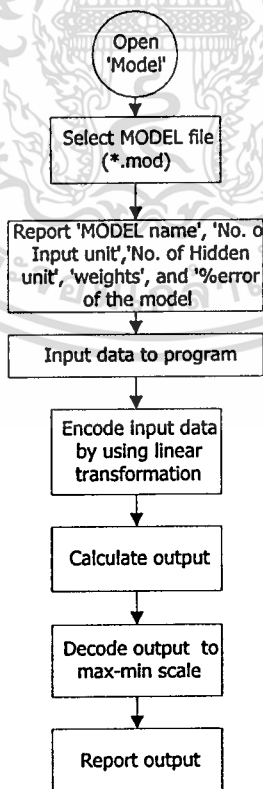 Open
'Model'
Select MODEL file
(*.mod)
Report 'MODEL name', 'No. o
Input unit','No. of Hidden
unit', 'weights', and '%error
of the model
Input data to program
Encode input data
by using linear
transformation
Calculate output
Decode output to
max-min scale
Report output